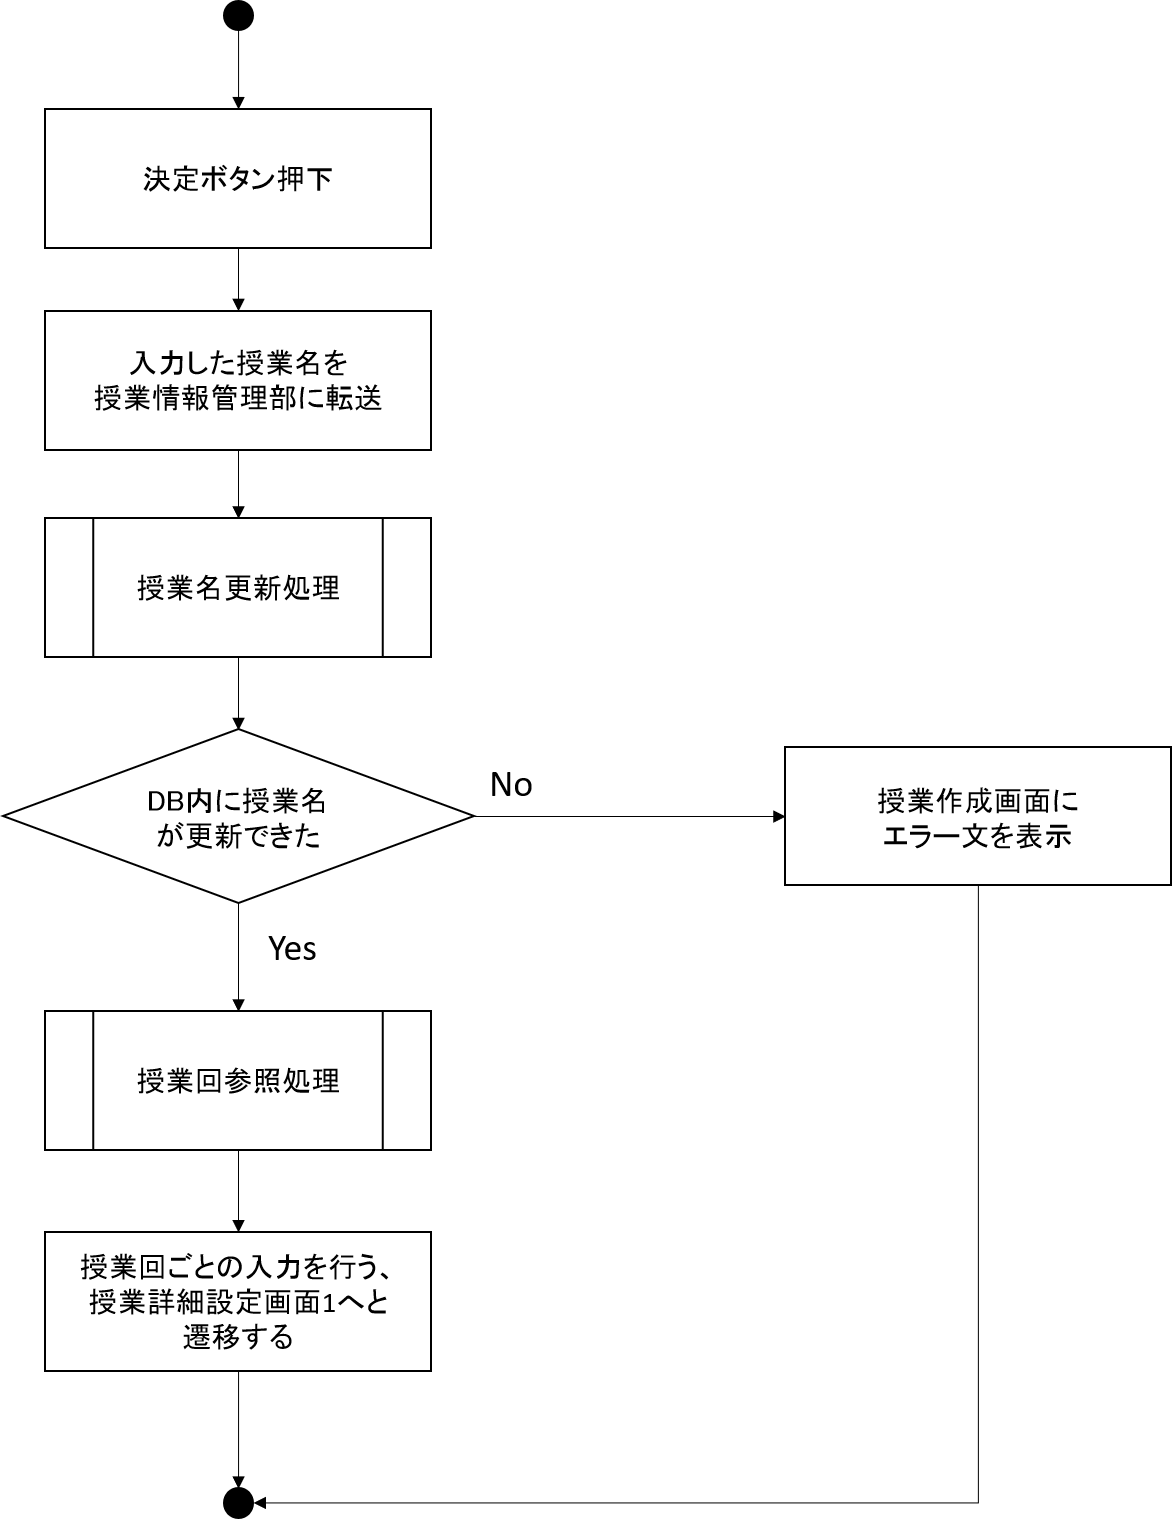 決定ボタン押下
入力した授業名を
授業情報管理部に転送
授業名更新処理
DB内に授業名
が更新できた
No
授業作成画面に
エラー文を表示
Yes
授業回参照処理
授業回ごとの入力を行う、
授業詳細設定画面1へと
遷移する